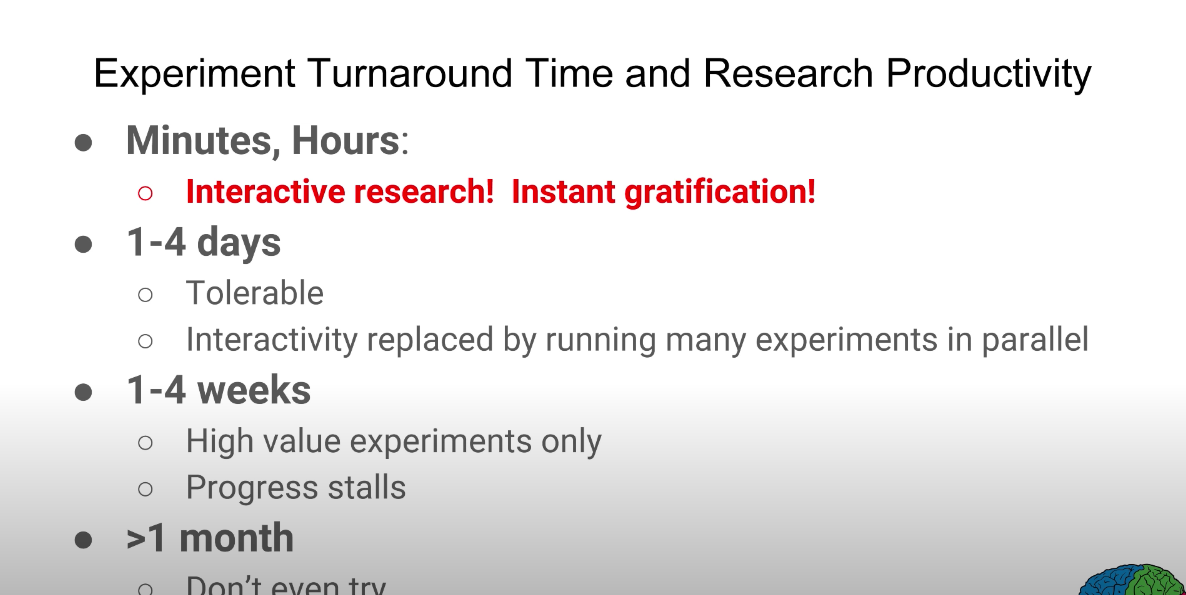 Experiment Turnaround Time and Research Productivity
● Minutes, Hours:
○ Interactive research! Instant gratification!
● 1-4 days
○ Tolerable
○ Interactivity replaced by running many experiments in parallel
● 1-4 weeks
○ High value experiments only
○ Progress stalls
● >1 month
○ Don't even try